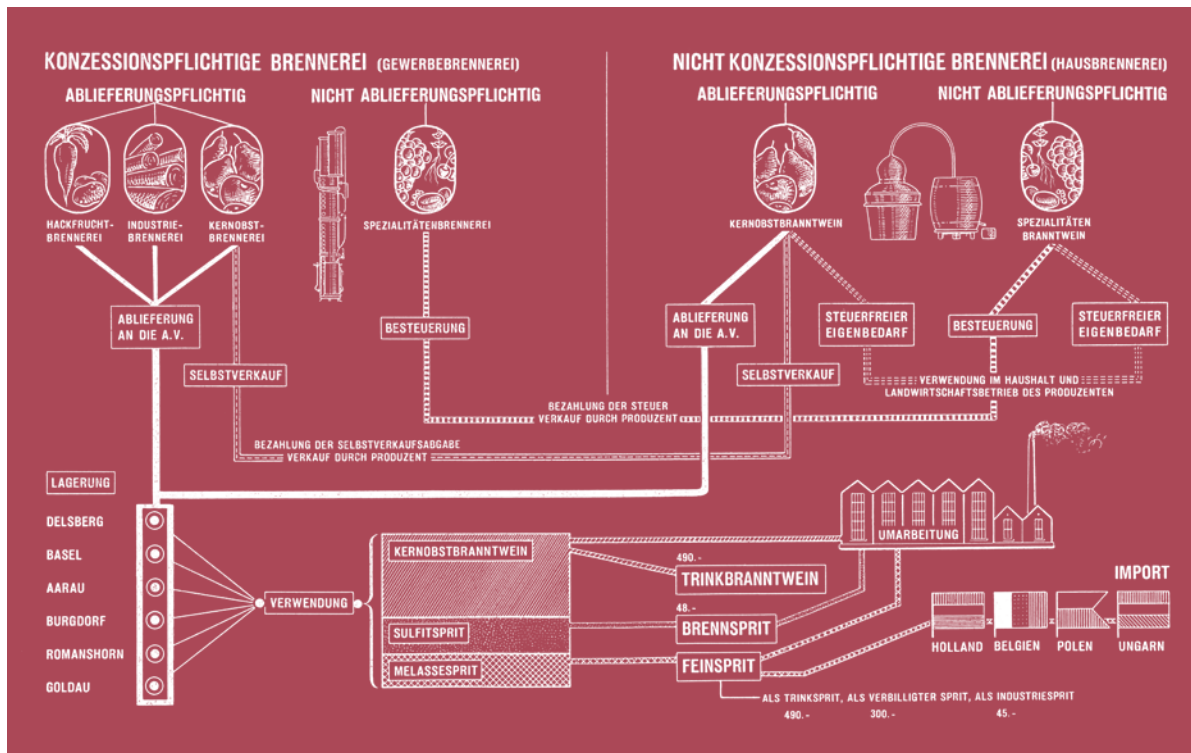 KONZESSIONSPFLICHTIGE BRENNEREI (GEWERBEBRENNEREI)
ABLIEFERUNGSPFLICHTIG
NICHT ABLIEFERUNGSPFLICHTIG
HACKFRUCHT-
BRENNEREI
INDUSTRIE-
BRENNEREI
KERNOBST-
BRENNEREI
SPEZIALITÄTENBRENNEREI
ABLIEFERUNG
AN DIE A.V.
BESTEUERUNG
SELBSTVERKAUF
NICHT KONZESSIONSPFLICHTIGE BRENNEREI (HAUSBRENNEREI)
ABLIEFERUNGSPFLICHTIG
NICHT ABLIEFERUNGSPFLICHTIG
KERNOBSTBRANNTWEIN
SPEZIALITÄTEN
BRANNTWEIN
ABLIEFERUNG
AN DIE A.V.
STEUERFREIER
EIGENBEDARF
BESTEUERUNG
STEUERFREIER
EIGENBEDARF
SELBSTVERKAUF
VERWENDUNG IM HAUSHALT UND
LANDWIRTSCHAFTSBETRIEB DES PRODUZENTEN
BEZAHLUNG DER STEUER
VERKAUF DURCH PRODUZENT
BEZAHLUNG DER SELBSTVERKAUFSABGABE
VERKAUF DURCH PRODUZENT
LAGERUNG
DELSBERG
BASEL
AARAU
BURGDORF
ROMANSHORN
GOLDAU
VERWENDUNG
KERNOBSTBRANNTWEIN
SULFITSPRIT
MELASSESPRIT
490.-
TRINKBRANNTWEIN
48.-
BRENNSPRIT
FEINSPRIT
UMARBEITUNG
IMPORT
HOLLAND
BELGIEN
POLEN
UNGARN
ALS TRINKSPRIT, ALS VERBILLIGTER SPRIT, ALS INDUSTRIESPRIT
490.-
300.-
45.-